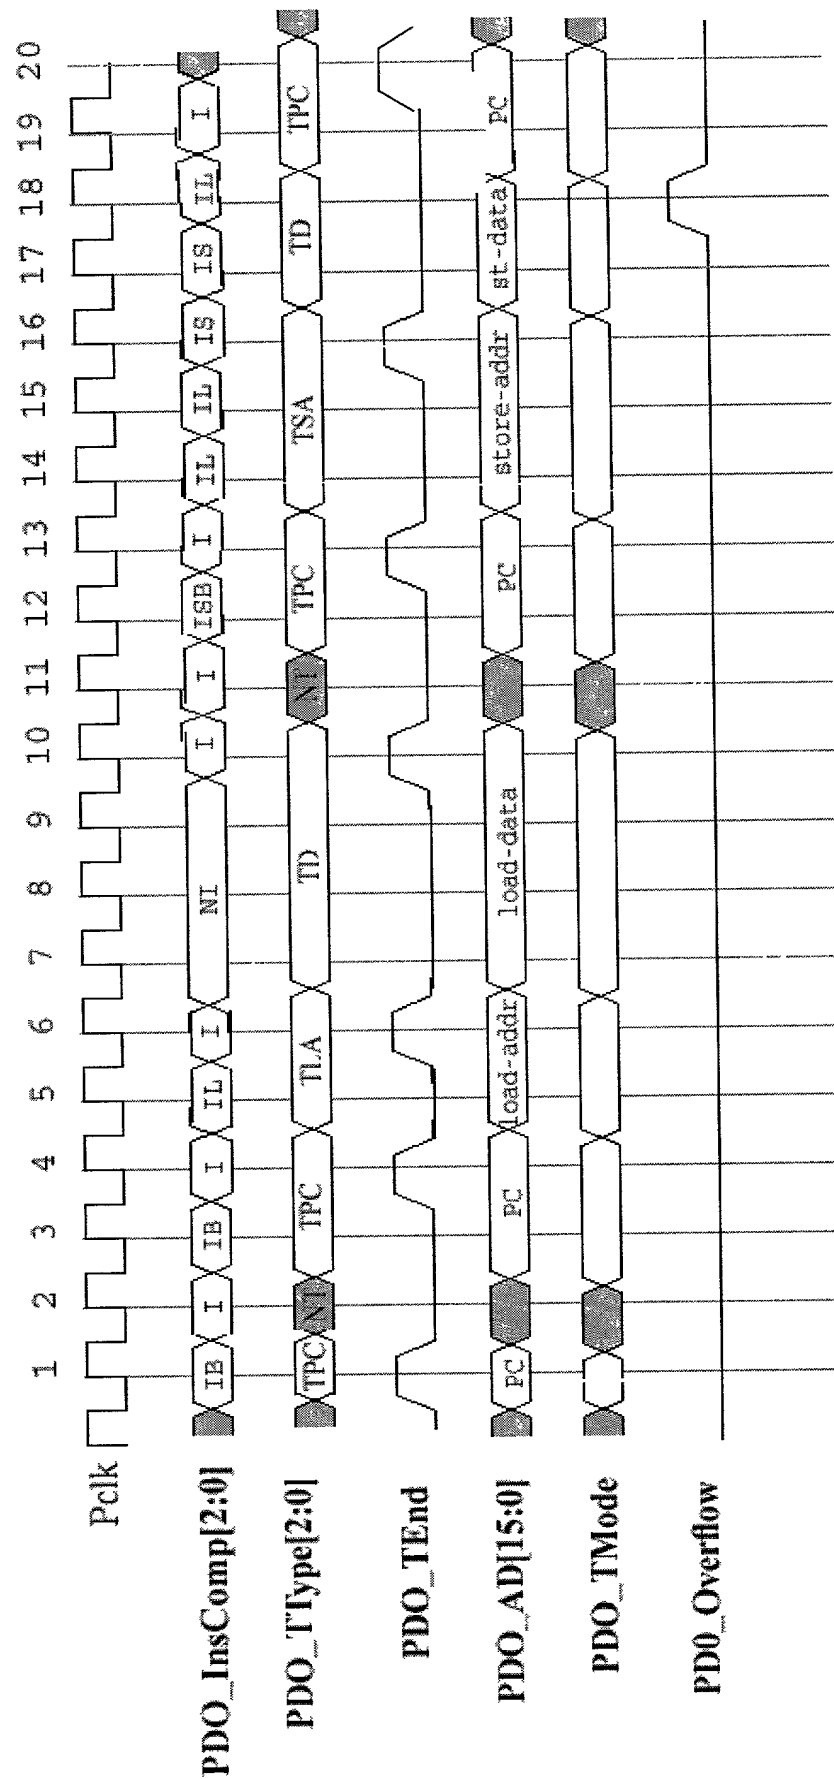 1 2 3 4 5 6 7 8 9 10 11 12 13 14 15 16 17 18 19 20
Pclk
PDO_InsComp[2:0] IB I IB I IL I NI I I ISB I IL IL IS IS IL I
PDO_TType[2:0] TPC NT TPC TLA TD NT TPC TSA TD TPC
PDO_TEnd
PDO_AD[15:0] PC PC load-addr load-data PC store-addr st-data PC
PDO_TMode
PD0_Overflow